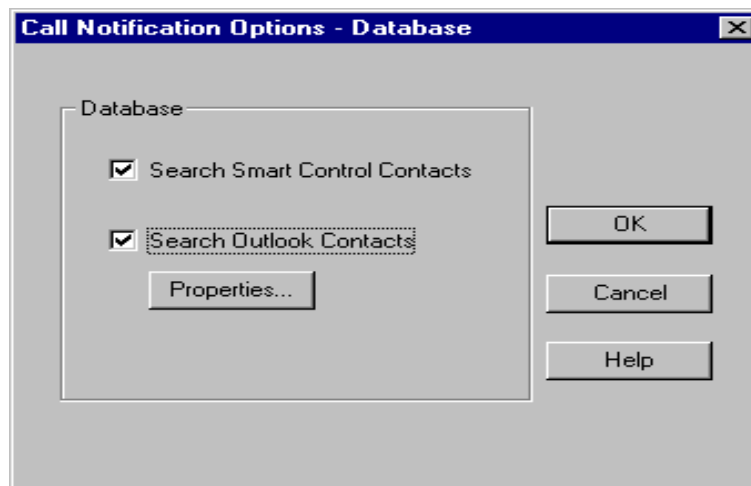 Call Notification Options - Database
Database
Search Smart Control Contacts
Search Outlook Contacts
Properties...
OK
Cancel
Help